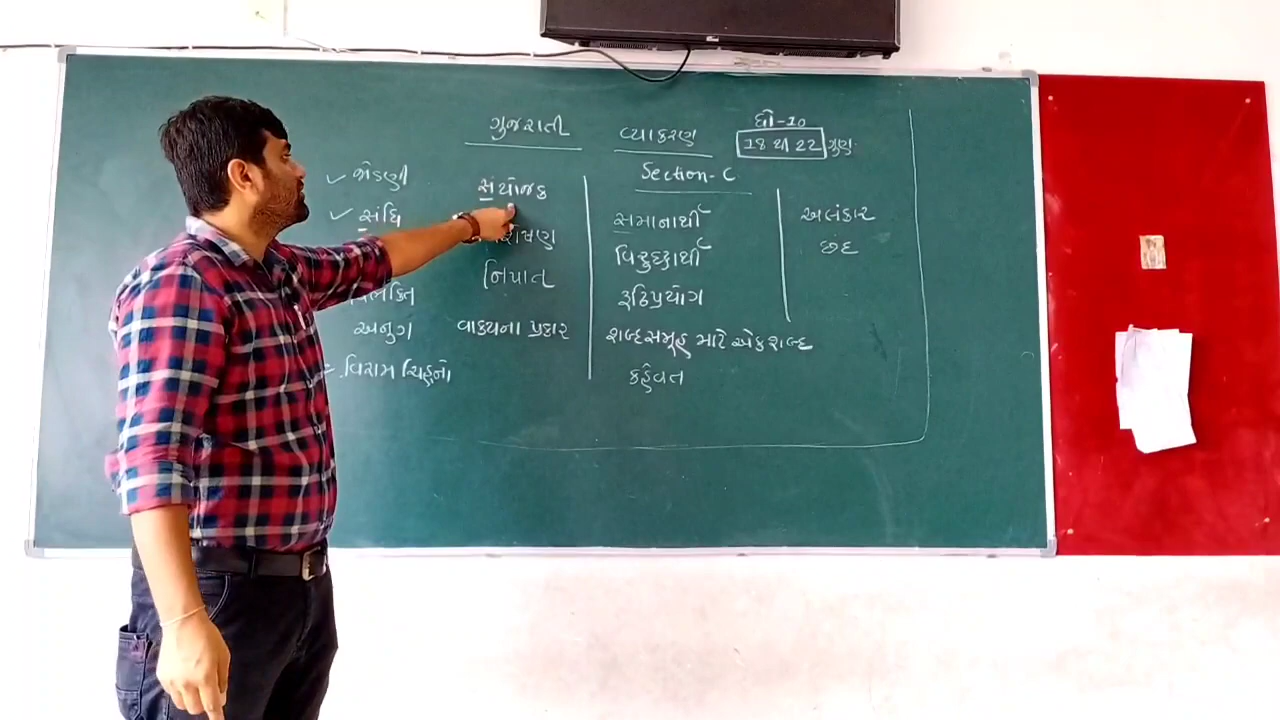 ગુજરાતી વ્યાકરણ
ધો-10
18 થી 22 ગુણ
Section-C
જોડણી
સંધિ
વિભક્તિ
અનુગ
વિરામ ચિહ્નો
સંયોજક
નિપાત
વાક્યના પ્રકાર
સમાનાર્થી
વિરુદ્ધાર્થી
રૂઢિપ્રયોગ
શબ્દસમૂહ માટે એક શબ્દ
કહેવત
અલંકાર
છંદ